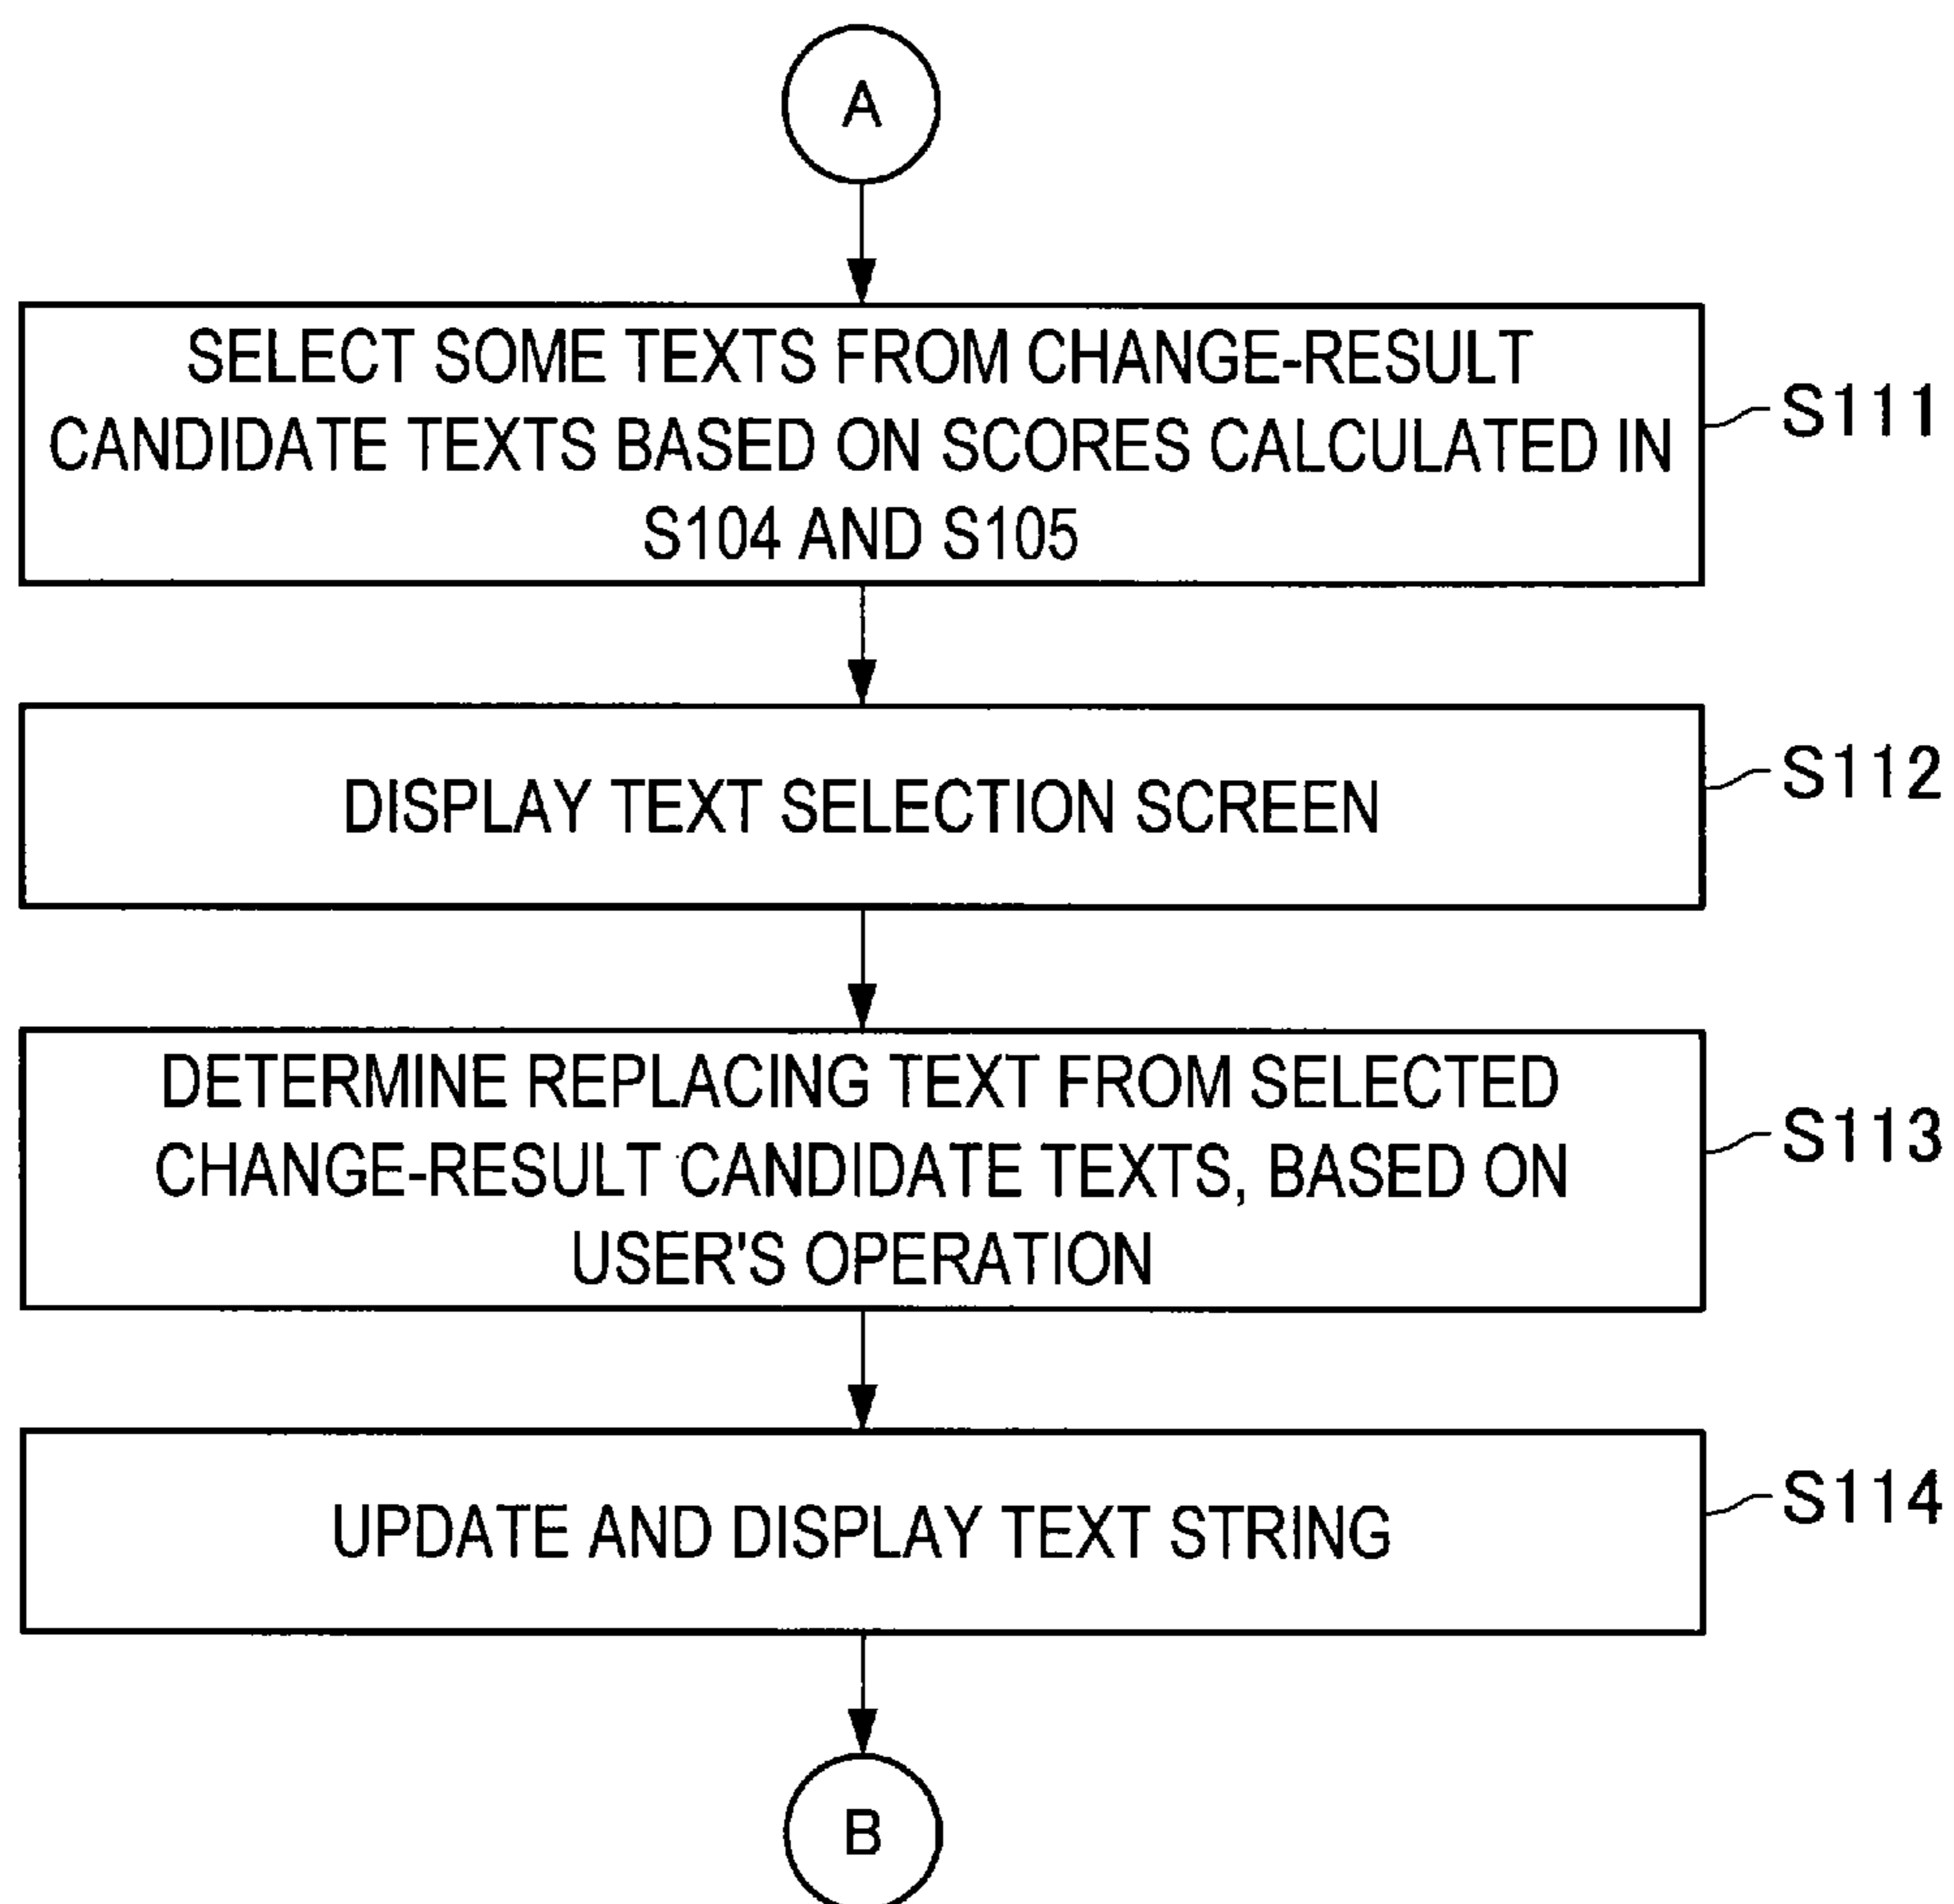 A
SELECT SOME TEXTS FROM CHANGE-RESULT
CANDIDATE TEXTS BASED ON SCORES CALCULATED IN
S104 AND S105
S111
DISPLAY TEXT SELECTION SCREEN
S112
DETERMINE REPLACING TEXT FROM SELECTED
CHANGE-RESULT CANDIDATE TEXTS, BASED ON
USER'S OPERATION
S113
UPDATE AND DISPLAY TEXT STRING
S114
B